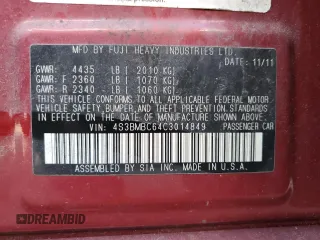 MFD BY FUJI HEAVY INDUSTRIES LTD.
DATE: 11/11
GVWR: 4435 LB ( 2010 KG)
GAWR: F 2360 LB ( 1070 KG)
GAWR: R 2340 LB ( 1060 KG)
THIS VEHICLE CONFORMS TO ALL APPLICABLE FEDERAL MOTOR
VEHICLE SAFETY, BUMPER, AND THEFT PREVENTION STANDARDS
IN EFFECT ON THE DATE OF MANUFACTURE SHOWN ABOVE.
VIN: 4S3BMBC64C3014849 PASSENGER CAR
ASSEMBLED BY SIA INC. MADE IN U.S.A.
DREAMBID